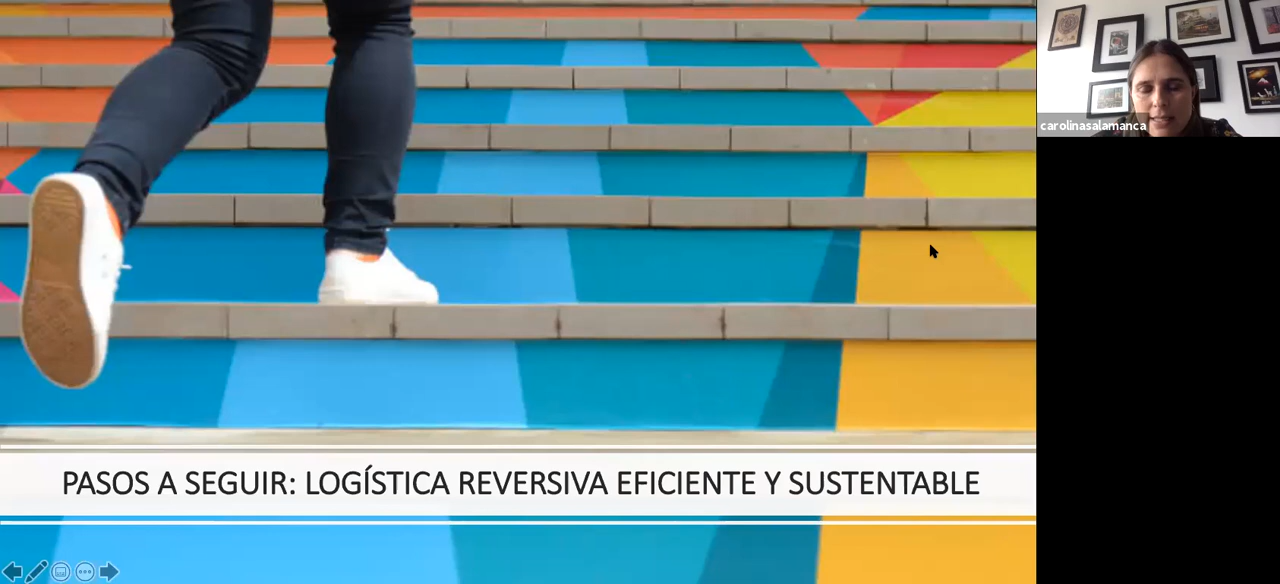 carolinasalamanca
PASOS A SEGUIR: LOGÍSTICA REVERSIVA EFICIENTE Y SUSTENTABLE